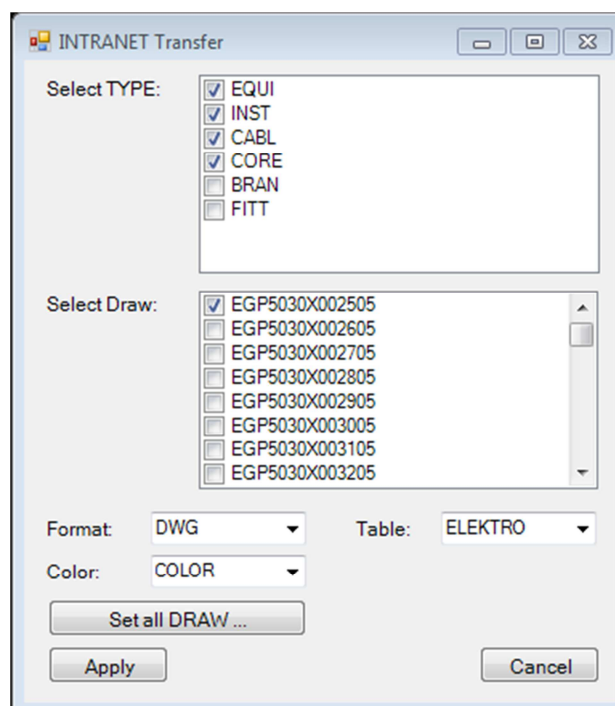 INTRANET Transfer
Select TYPE:
EQUI
INST
CABL
CORE
BRAN
FITT
Select Draw:
EGP5030X002505
EGP5030X002605
EGP5030X002705
EGP5030X002805
EGP5030X002905
EGP5030X003005
EGP5030X003105
EGP5030X003205
Format: DWG Table: ELEKTRO
Color: COLOR
Set all DRAW ...
Apply Cancel